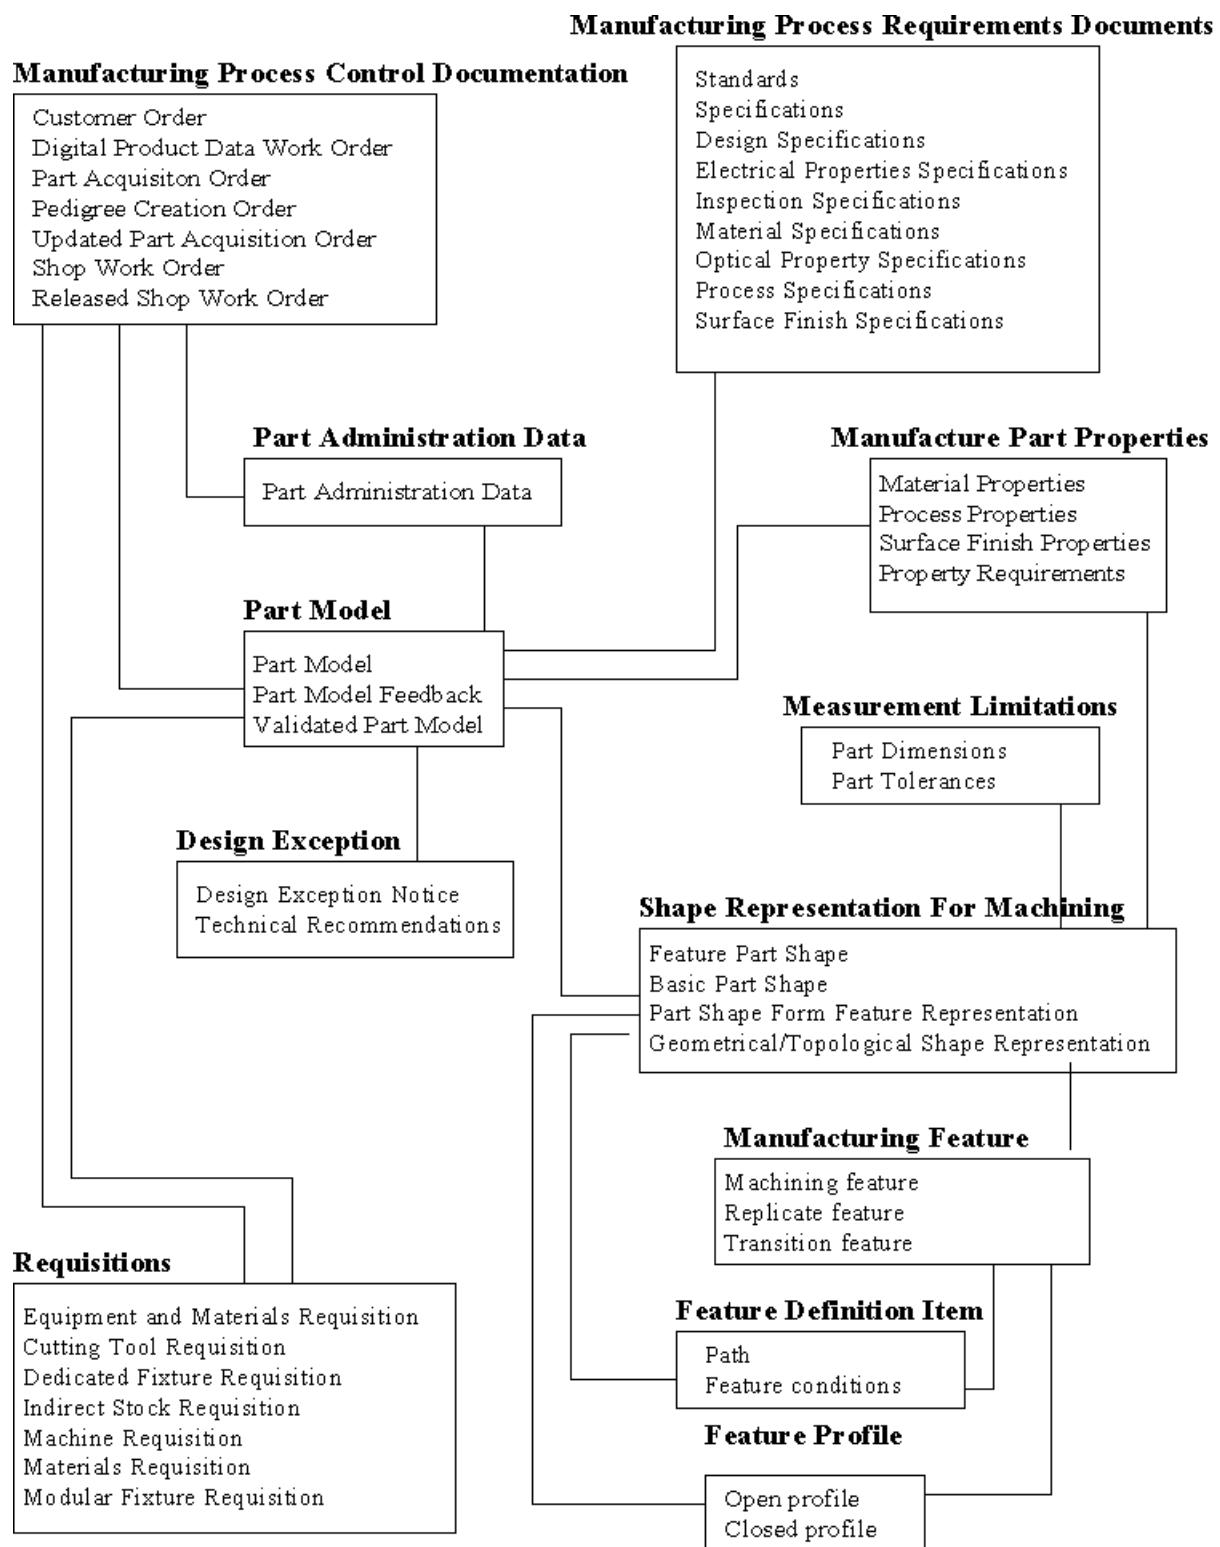 Manufacturing Process Requirements Documents
Standards
Specifications
Design Specifications
Electrical Properties Specifications
Inspection Specifications
Material Specifications
Optical Property Specifications
Process Specifications
Surface Finish Specifications
Manufacturing Process Control Documentation
Customer Order
Digital Product Data Work Order
Part Acquisiton Order
Pedigree Creation Order
Updated Part Acquisition Order
Shop Work Order
Released Shop Work Order
Part Administration Data
Part Administration Data
Manufacture Part Properties
Material Properties
Process Properties
Surface Finish Properties
Property Requirements
Part Model
Part Model
Part Model Feedback
Validated Part Model
Measurement Limitations
Part Dimensions
Part Tolerances
Design Exception
Design Exception Notice
Technical Recommendations
Shape Representation For Machining
Feature Part Shape
Basic Part Shape
Part Shape Form Feature Representation
Geometrical/Topological Shape Representation
Manufacturing Feature
Machining feature
Replicate feature
Transition feature
Requisitions
Equipment and Materials Requisition
Cutting Tool Requisition
Dedicated Fixture Requisition
Indirect Stock Requisition
Machine Requisition
Materials Requisition
Modular Fixture Requisition
Feature Definition Item
Path
Feature conditions
Feature Profile
Open profile
Closed profile